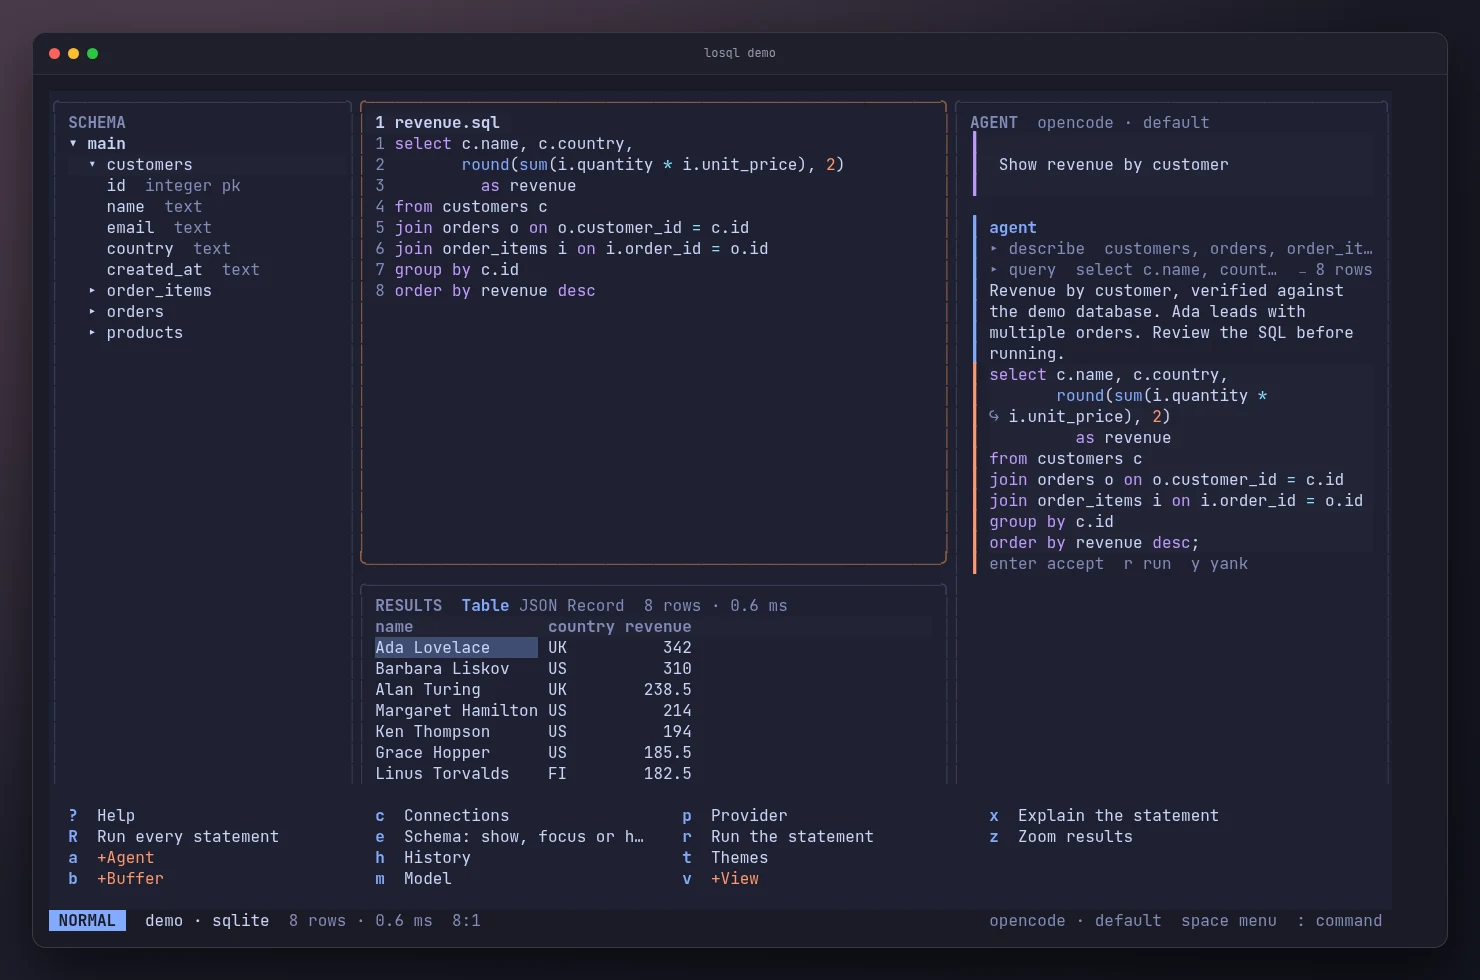 losql demo
SCHEMA
▾ main
▾ customers
id integer pk
name text
email text
country text
created_at text
▸ order_items
▸ orders
▸ products
1 revenue.sql
1 select c.name, c.country,
2 round(sum(i.quantity * i.unit_price), 2)
3 as revenue
4 from customers c
5 join orders o on o.customer_id = c.id
6 join order_items i on i.order_id = o.id
7 group by c.id
8 order by revenue desc
RESULTS Table JSON Record 8 rows · 0.6 ms
name country revenue
Ada Lovelace UK 342
Barbara Liskov US 310
Alan Turing UK 238.5
Margaret Hamilton US 214
Ken Thompson US 194
Grace Hopper US 185.5
Linus Torvalds FI 182.5
AGENT opencode · default
Show revenue by customer
agent
▸ describe customers, orders, order_it…
▸ query select c.name, count… — 8 rows
Revenue by customer, verified against
the demo database. Ada leads with
multiple orders. Review the SQL before
running.
select c.name, c.country,
round(sum(i.quantity *
↪ i.unit_price), 2)
as revenue
from customers c
join orders o on o.customer_id = c.id
join order_items i on i.order_id = o.id
group by c.id
order by revenue desc;
enter accept r run y yank
? Help c Connections p Provider x Explain the statement
R Run every statement e Schema: show, focus or h… r Run the statement z Zoom results
a +Agent h History t Themes
b +Buffer m Model v +View
NORMAL demo · sqlite 8 rows · 0.6 ms 8:1 opencode · default space menu : command